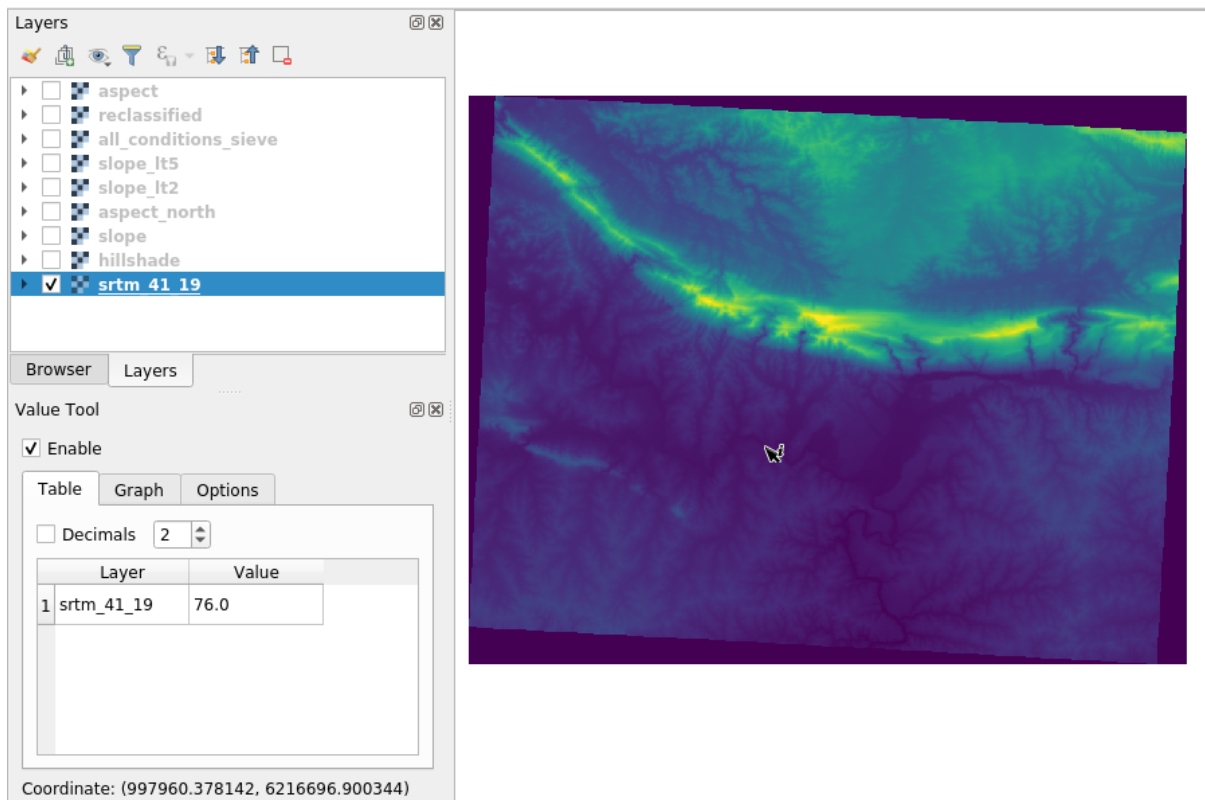 Layers
aspect
reclassified
all_conditions_sieve
slope_lt5
slope_lt2
aspect_north
slope
hillshade
srtm_41_19
Browser Layers
Value Tool
Enable
Table Graph Options
Decimals 2
Layer Value
1 srtm_41_19 76.0
Coordinate: (997960.378142, 6216696.900344)